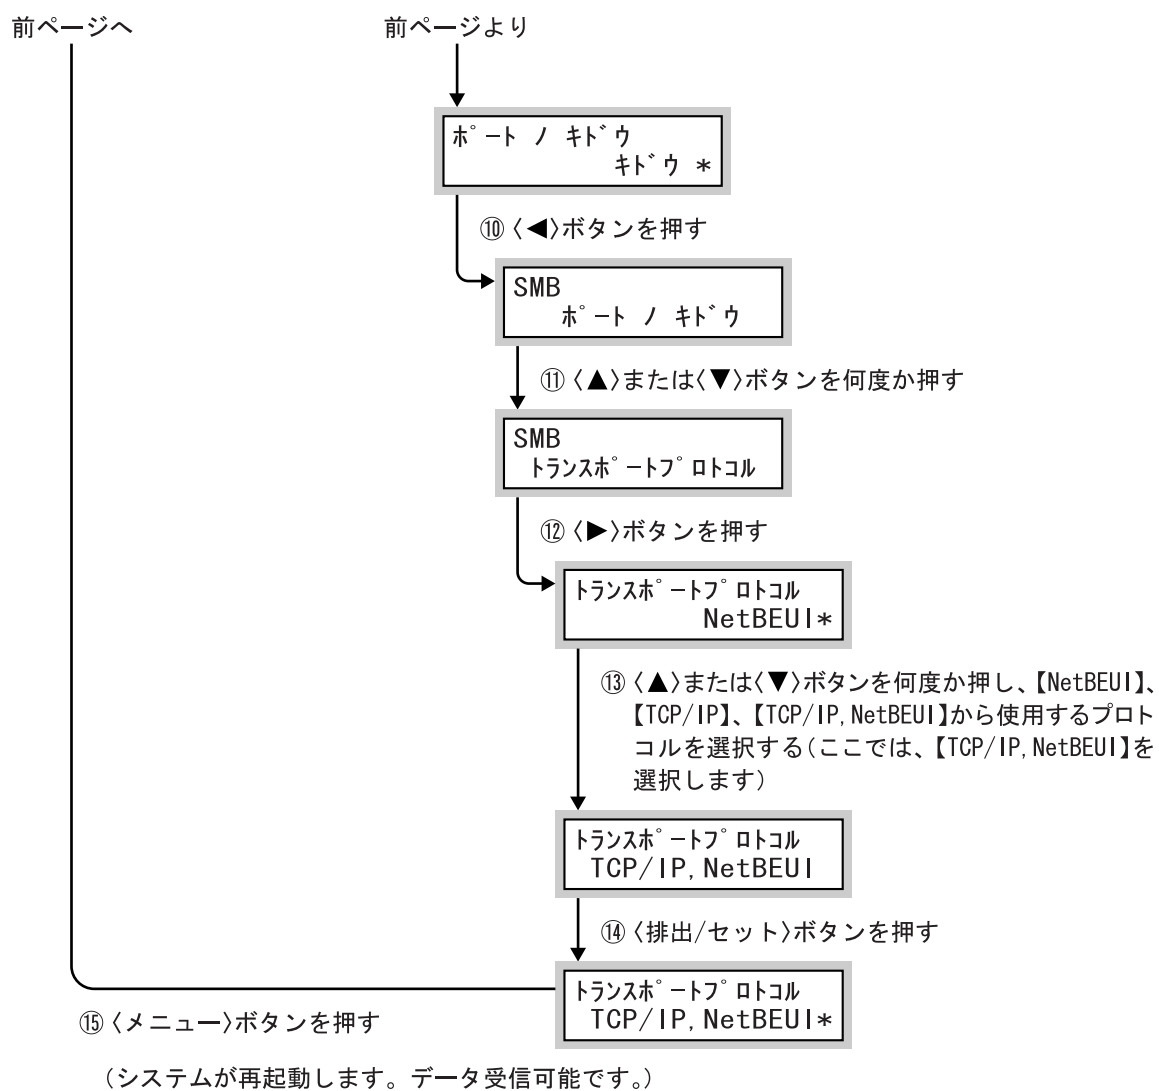 前ページへ
前ページより
ﾎﾟｰﾄ ﾉ ｷﾄﾞｳ
ｷﾄﾞｳ *
⑩〈◀〉ボタンを押す
SMB
ﾎﾟｰﾄ ﾉ ｷﾄﾞｳ
⑪〈▲〉または〈▼〉ボタンを何度か押す
SMB
ﾄﾗﾝｽﾎﾟｰﾄﾌﾟﾛﾄｺﾙ
⑫〈▶〉ボタンを押す
ﾄﾗﾝｽﾎﾟｰﾄﾌﾟﾛﾄｺﾙ
NetBEUI*
⑬〈▲〉または〈▼〉ボタンを何度か押し、【NetBEUI】、
【TCP/IP】、【TCP/IP,NetBEUI】から使用するプロト
コルを選択する（ここでは、【TCP/IP,NetBEUI】を
選択します）
ﾄﾗﾝｽﾎﾟｰﾄﾌﾟﾛﾄｺﾙ
TCP/IP,NetBEUI
⑭〈排出/セット〉ボタンを押す
ﾄﾗﾝｽﾎﾟｰﾄﾌﾟﾛﾄｺﾙ
TCP/IP,NetBEUI*
⑮〈メニュー〉ボタンを押す
（システムが再起動します。データ受信可能です。）